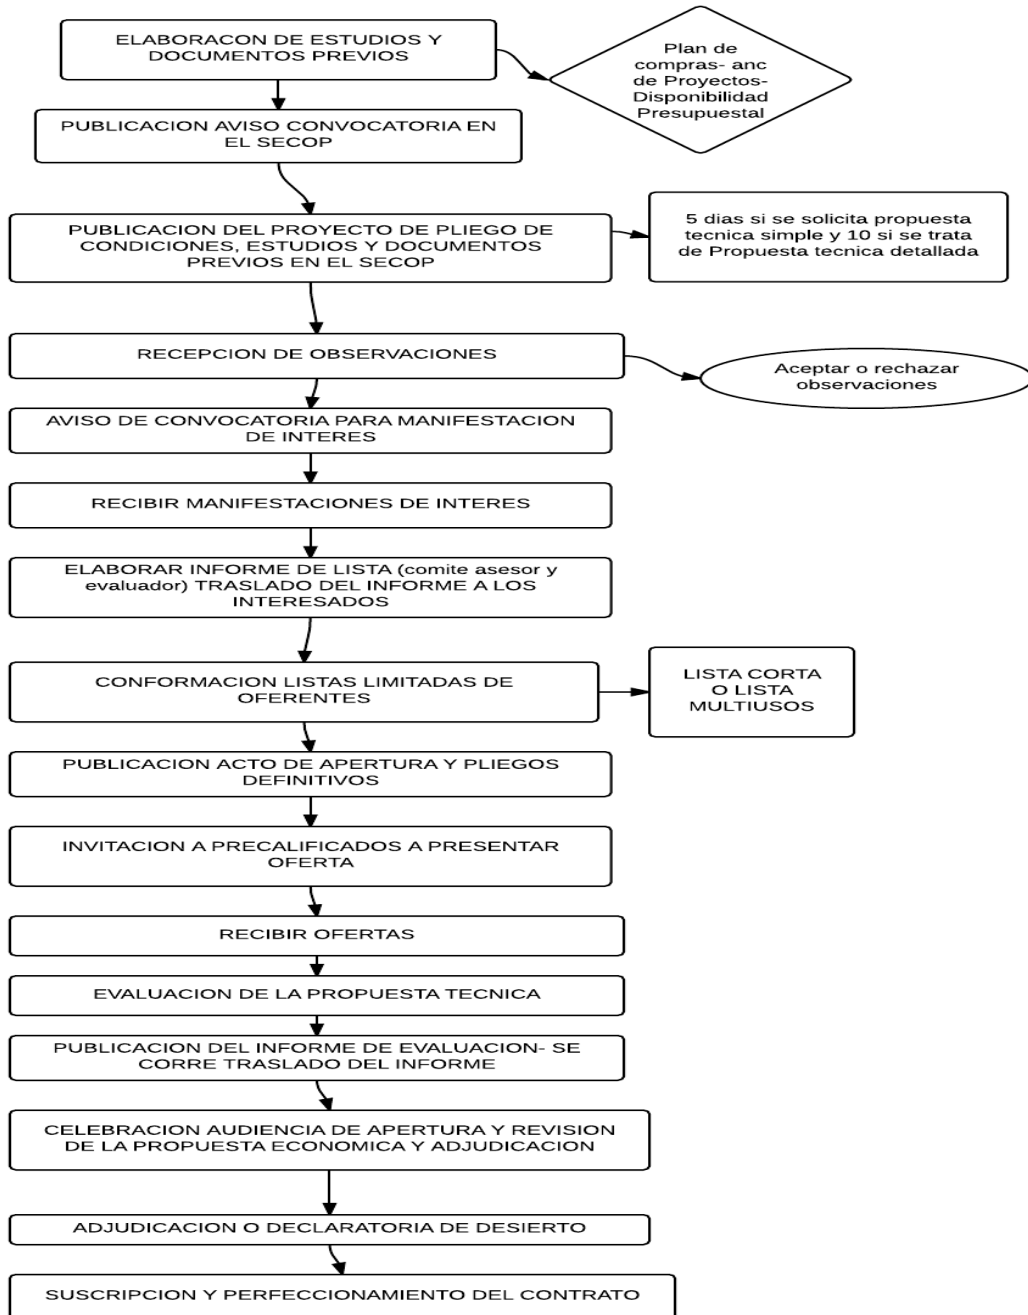 ELABORACON DE ESTUDIOS Y
DOCUMENTOS PREVIOS
Plan de
compras- anc
de Proyectos-
Disponibilidad
Presupuestal
PUBLICACION AVISO CONVOCATORIA EN
EL SECOP
PUBLICACION DEL PROYECTO DE PLIEGO DE
CONDICIONES, ESTUDIOS Y DOCUMENTOS
PREVIOS EN EL SECOP
5 dias si se solicita propuesta
tecnica simple y 10 si se trata
de Propuesta tecnica detallada
RECEPCION DE OBSERVACIONES
Aceptar o rechazar
observaciones
AVISO DE CONVOCATORIA PARA MANIFESTACION
DE INTERES
RECIBIR MANIFESTACIONES DE INTERES
ELABORAR INFORME DE LISTA (comite asesor y
evaluador) TRASLADO DEL INFORME A LOS
INTERESADOS
CONFORMACION LISTAS LIMITADAS DE
OFERENTES
LISTA CORTA
O LISTA
MULTIUSOS
PUBLICACION ACTO DE APERTURA Y PLIEGOS
DEFINITIVOS
INVITACION A PRECALIFICADOS A PRESENTAR
OFERTA
RECIBIR OFERTAS
EVALUACION DE LA PROPUESTA TECNICA
PUBLICACION DEL INFORME DE EVALUACION- SE
CORRE TRASLADO DEL INFORME
CELEBRACION AUDIENCIA DE APERTURA Y REVISION
DE LA PROPUESTA ECONOMICA Y ADJUDICACION
ADJUDICACION O DECLARATORIA DE DESIERTO
SUSCRIPCION Y PERFECCIONAMIENTO DEL CONTRATO